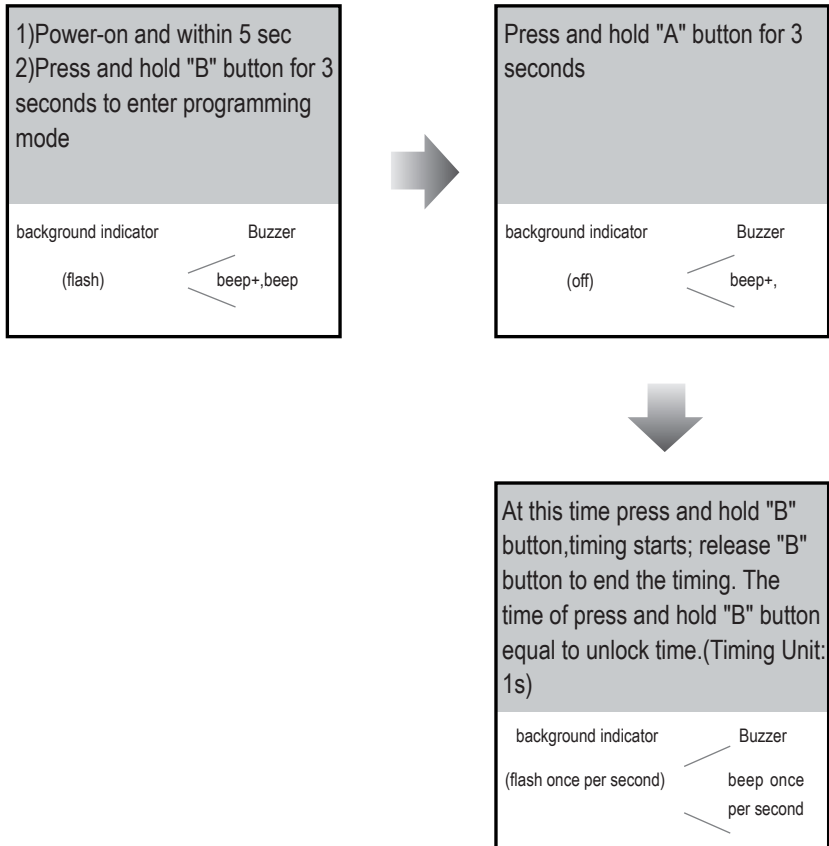 1)Power-on and within 5 sec
2)Press and hold "B" button for 3
seconds to enter programming
mode
background indicator Buzzer
(flash) beep+,beep
Press and hold "A" button for 3
seconds
background indicator Buzzer
(off) beep+,
At this time press and hold "B"
button,timing starts; release "B"
button to end the timing. The
time of press and hold "B" button
equal to unlock time.(Timing Unit:
1s)
background indicator Buzzer
(flash once per second) beep once
per second